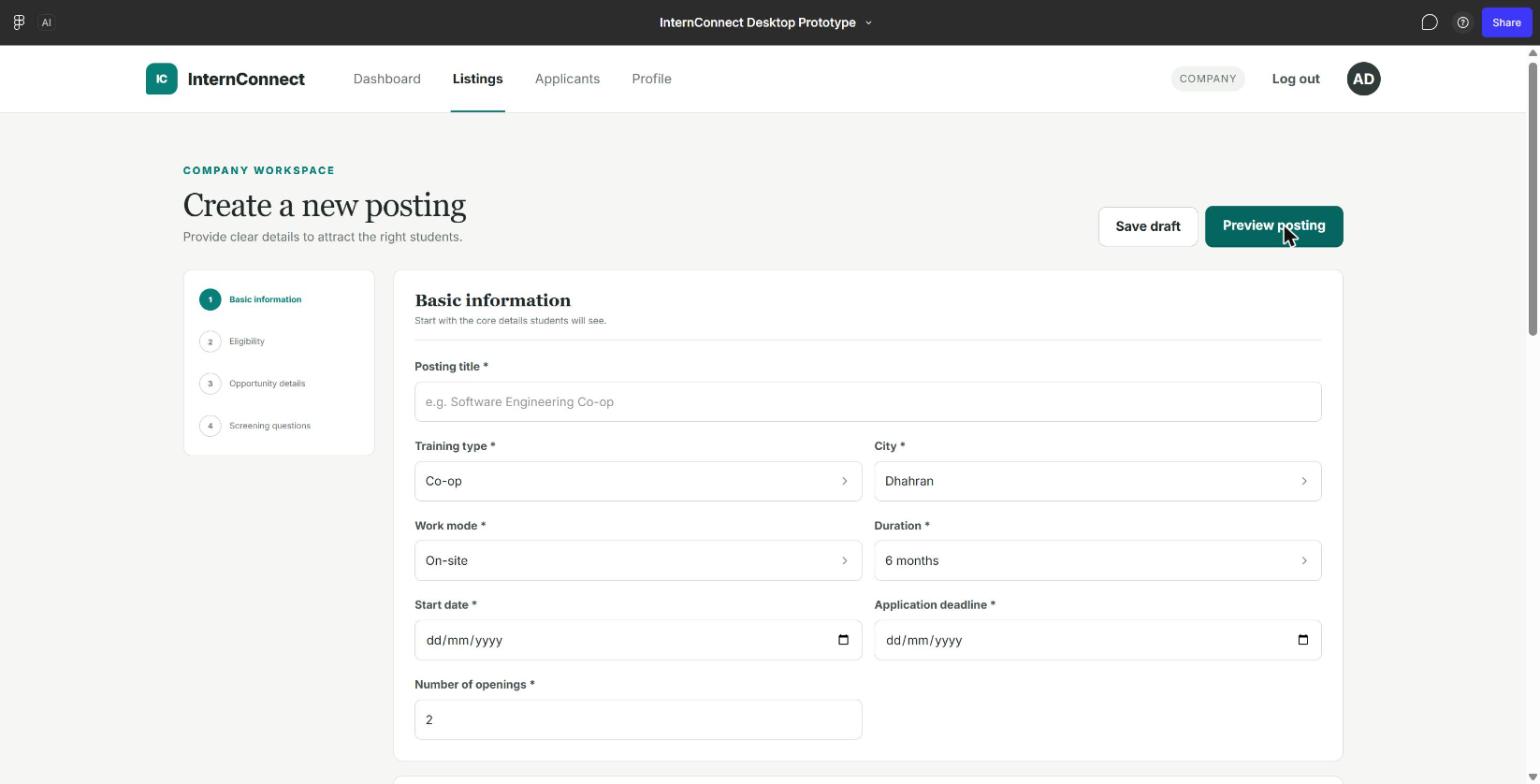 AI
InternConnect Desktop Prototype
?
Share
IC
InternConnect
Dashboard
Listings
Applicants
Profile
COMPANY
Log out
AD
COMPANY WORKSPACE
Create a new posting
Provide clear details to attract the right students.
Save draft
Preview posting
1 Basic information
2 Eligibility
3 Opportunity details
4 Screening questions
Basic information
Start with the core details students will see.
Posting title *
e.g. Software Engineering Co-op
Training type *
City *
Co-op
Dhahran
Work mode *
Duration *
On-site
6 months
Start date *
Application deadline *
dd/mm/yyyy
dd/mm/yyyy
Number of openings *
2